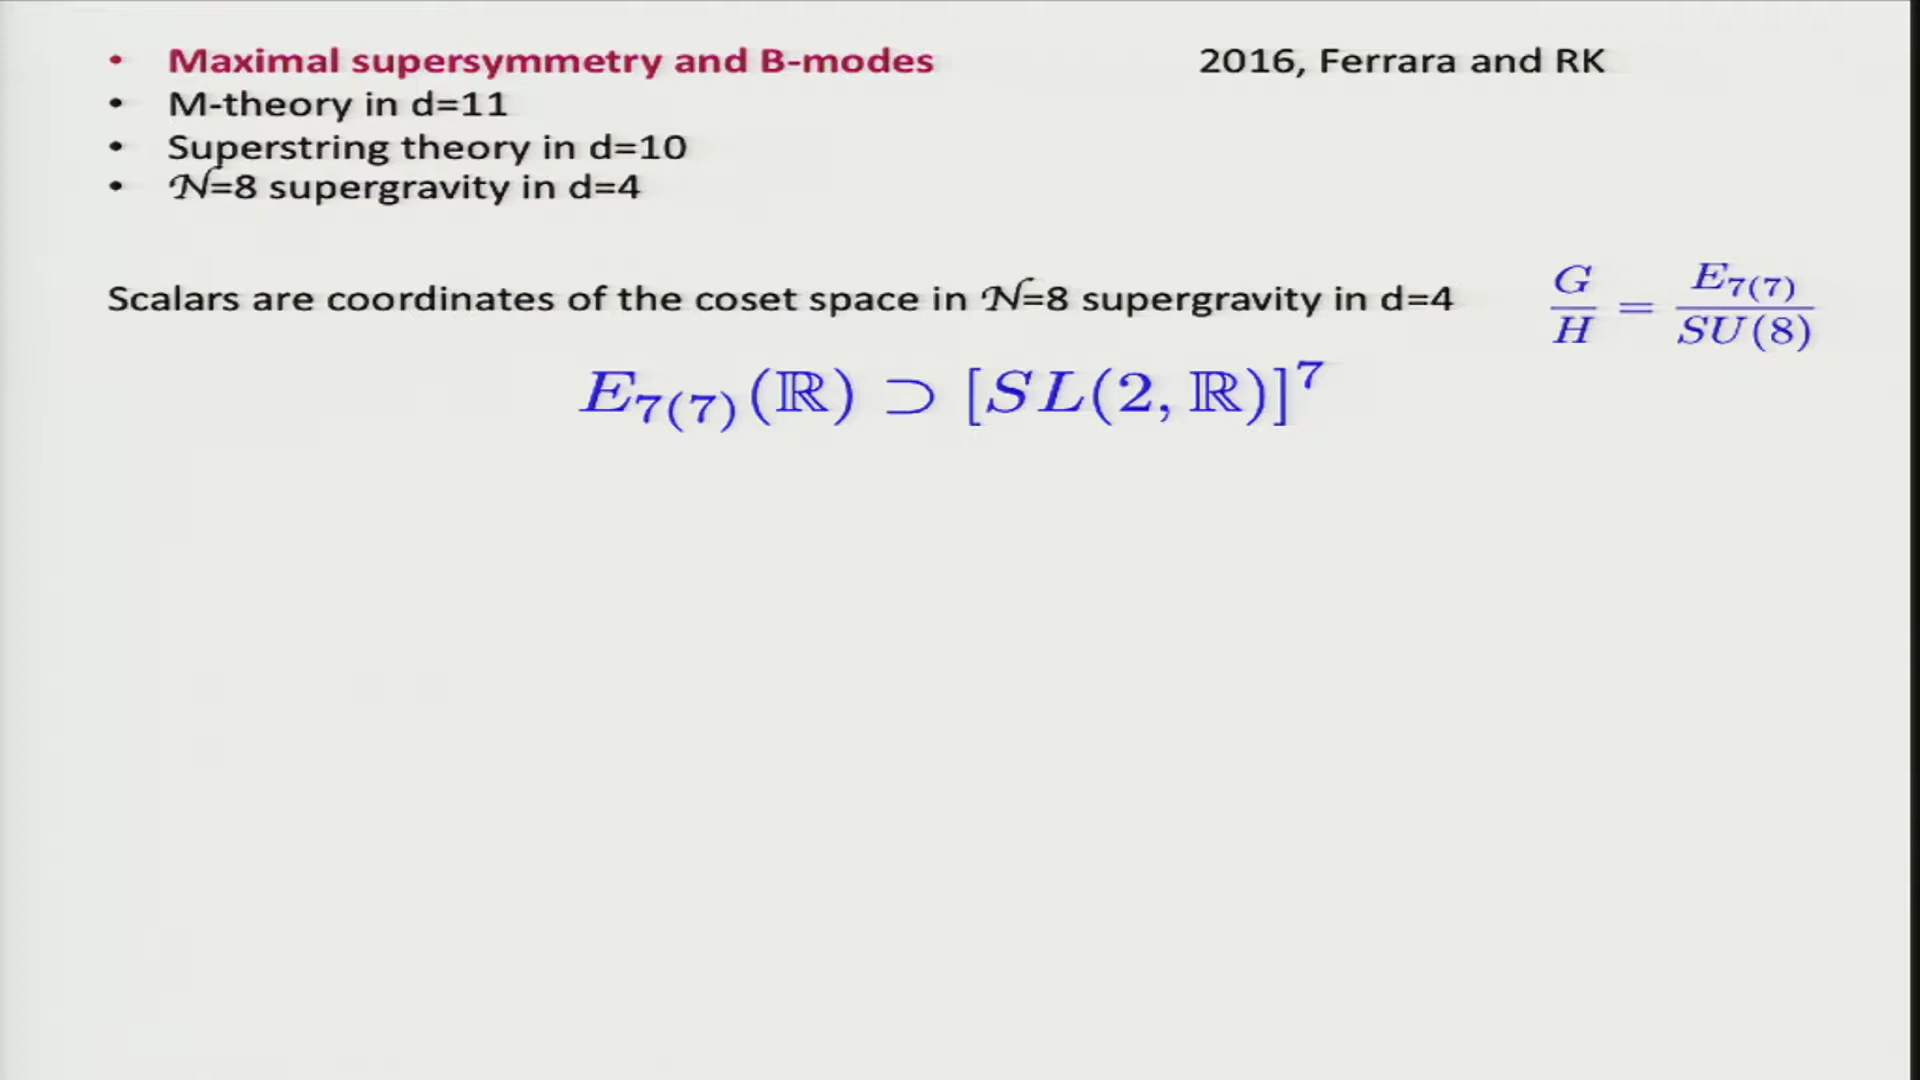 • Maximal supersymmetry and B-modes 2016, Ferrara and RK
• M-theory in d=11
• Superstring theory in d=10
• 𝒩=8 supergravity in d=4
Scalars are coordinates of the coset space in 𝒩=8 supergravity in d=4 G/H = E₇₍₇₎/SU(8)
E₇₍₇₎(ℝ) ⊃ [SL(2, ℝ)]⁷